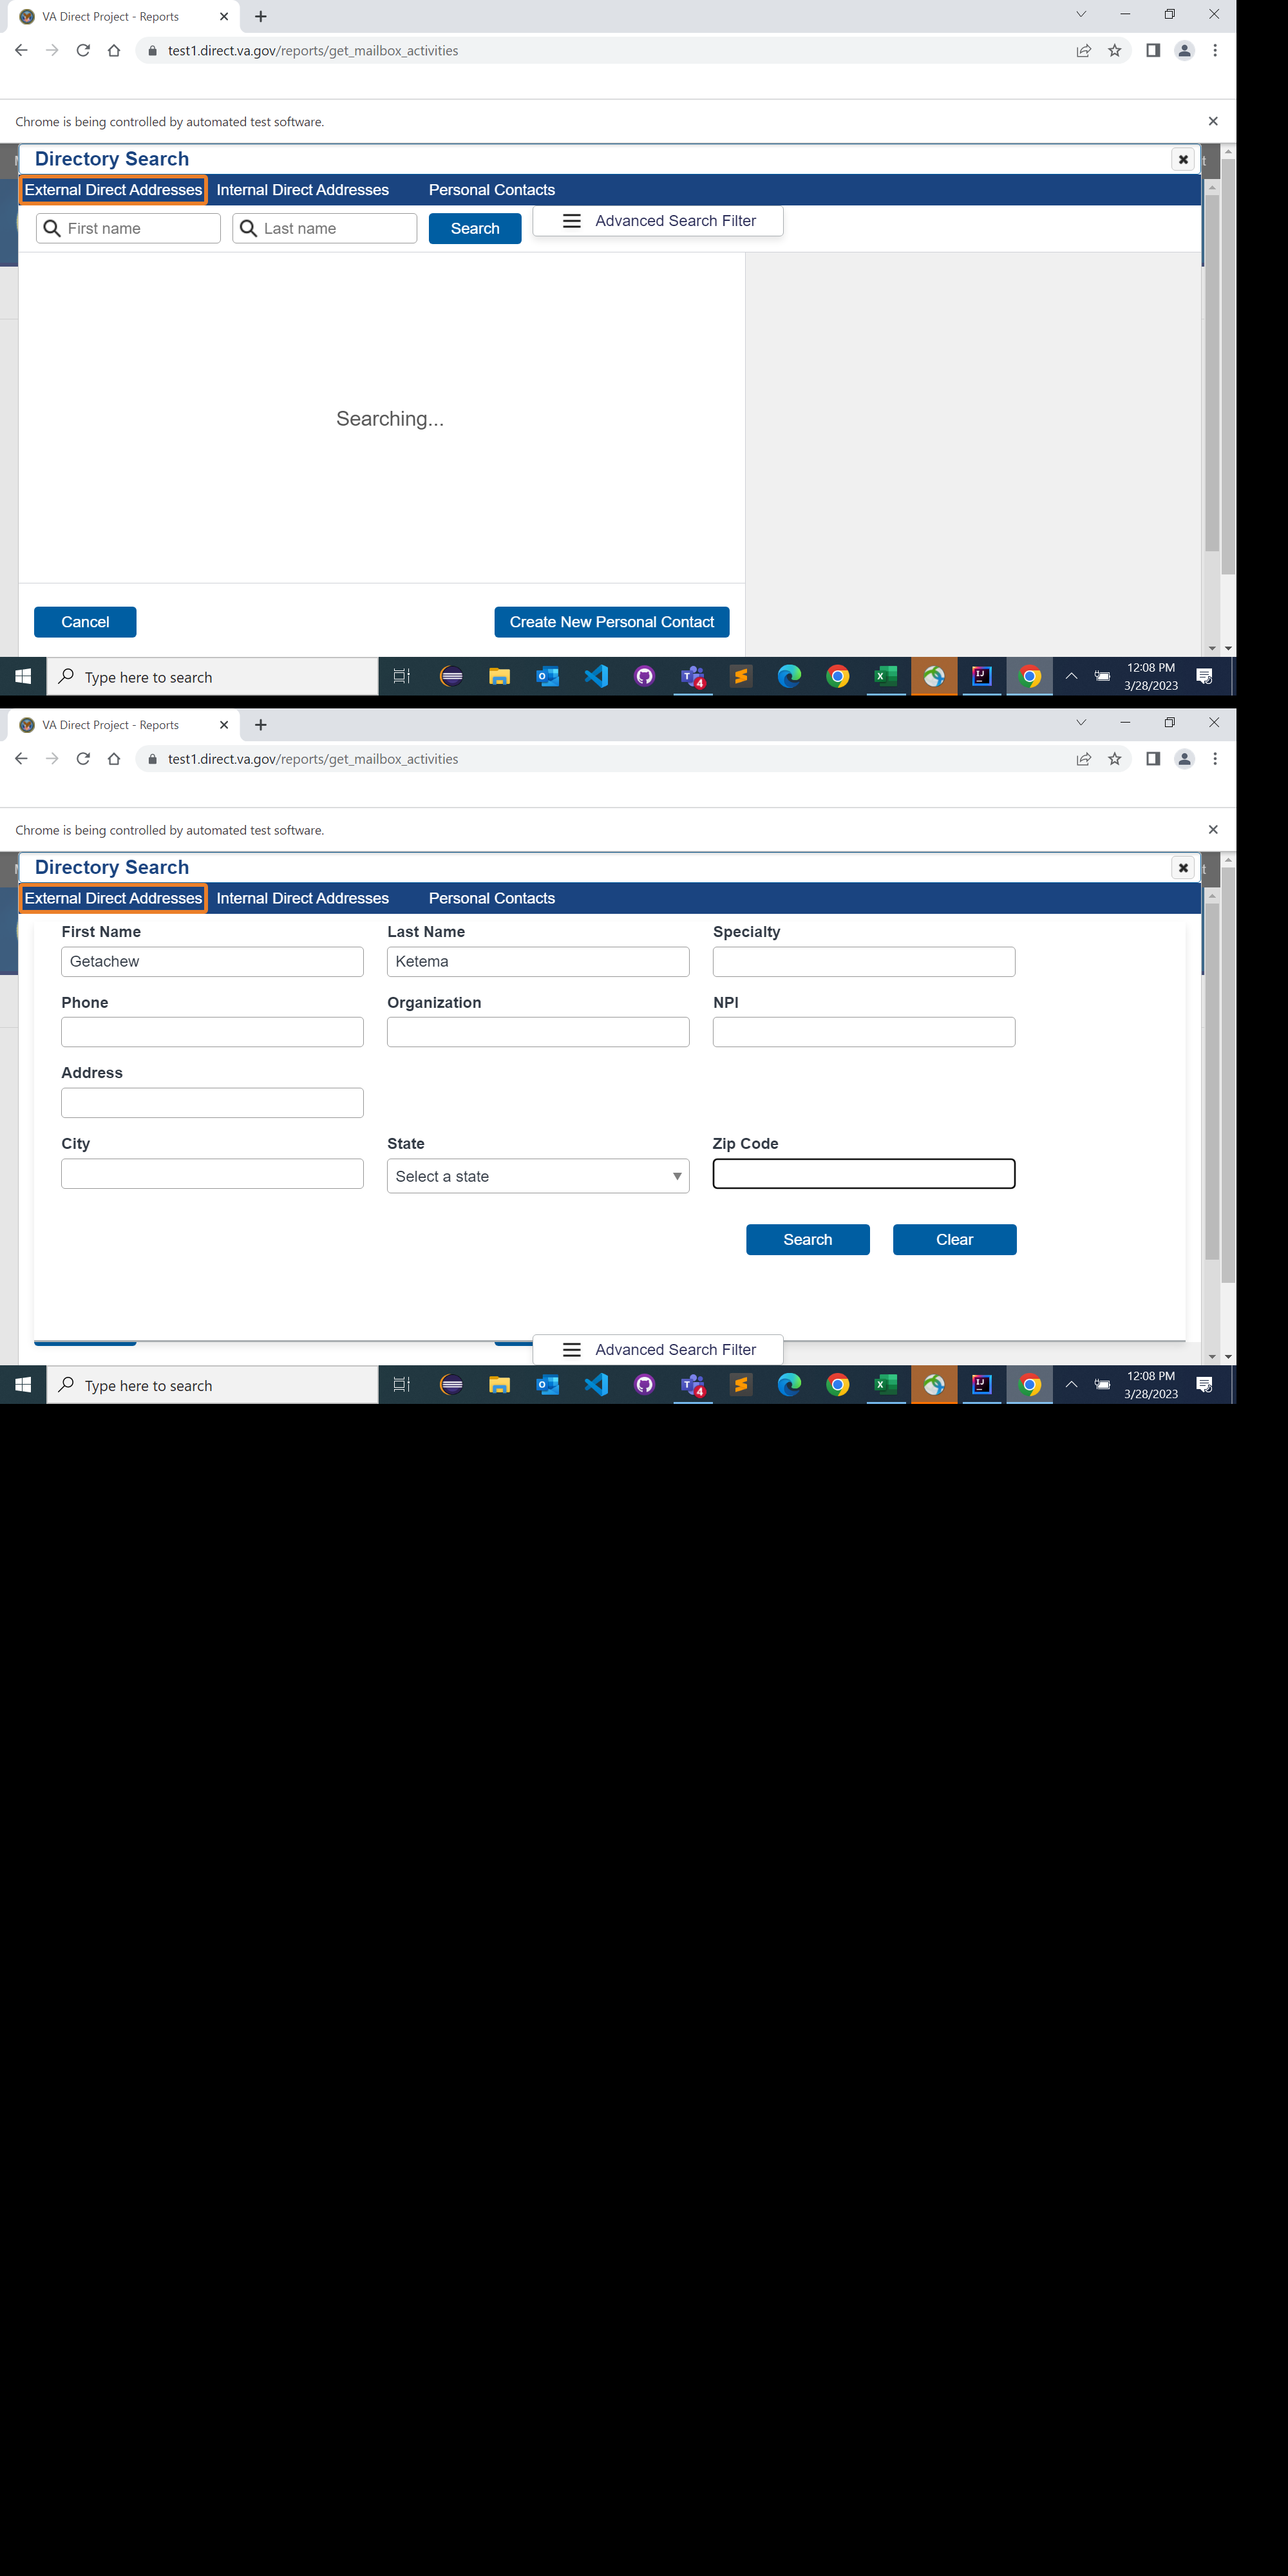 VA Direct Project - Reports
test1.direct.va.gov/reports/get_mailbox_activities
Chrome is being controlled by automated test software.
Directory Search
External Direct Addresses Internal Direct Addresses Personal Contacts
First name Last name Search Advanced Search Filter
Searching...
Cancel Create New Personal Contact
Type here to search
4
12:08 PM
3/28/2023
VA Direct Project - Reports
test1.direct.va.gov/reports/get_mailbox_activities
Chrome is being controlled by automated test software.
Directory Search
External Direct Addresses Internal Direct Addresses Personal Contacts
First Name Last Name Specialty
Getachew Ketema
Phone Organization NPI
Address
City State Zip Code
Select a state
Search Clear
Advanced Search Filter
Type here to search
4
12:08 PM
3/28/2023